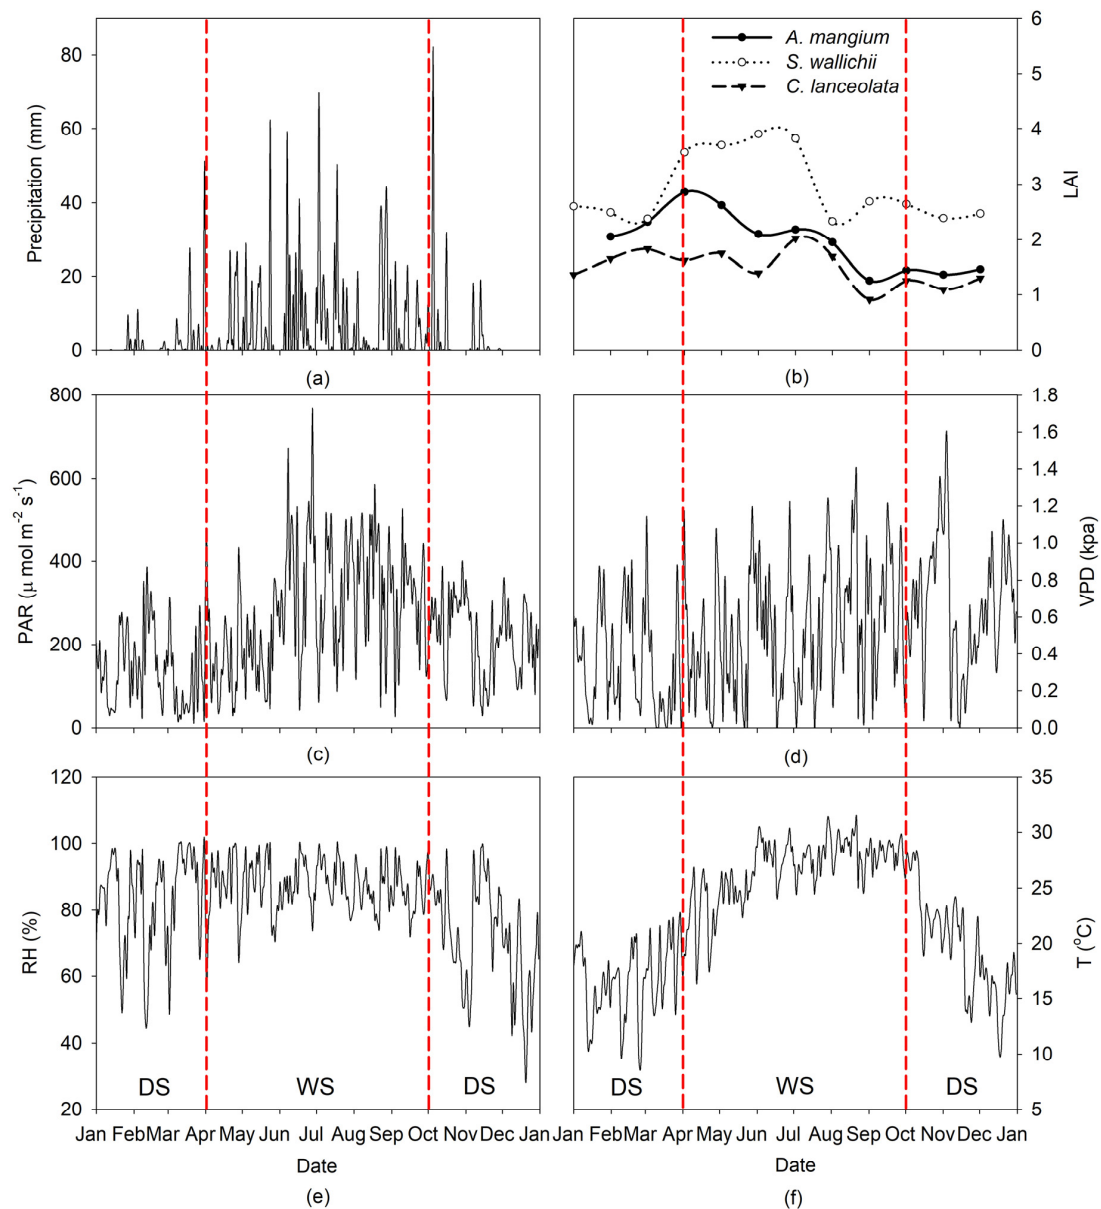 Precipitation (mm)
80
60
40
20
0
(a)
A. mangium
S. wallichii
C. lanceolata
6
5
4
3
2
1
0
LAI
(b)
PAR (μ mol m-2 s-1)
800
600
400
200
0
(c)
1.8
1.6
1.4
1.2
1.0
0.8
0.6
0.4
0.2
0.0
VPD (kpa)
(d)
RH (%)
120
100
80
60
40
20
DS WS DS
Jan Feb Mar Apr May Jun Jul Aug Sep Oct Nov Dec Jan
Date
(e)
35
30
25
20
15
10
5
T (oC)
DS WS DS
Jan Feb Mar Apr May Jun Jul Aug Sep Oct Nov Dec Jan
Date
(f)